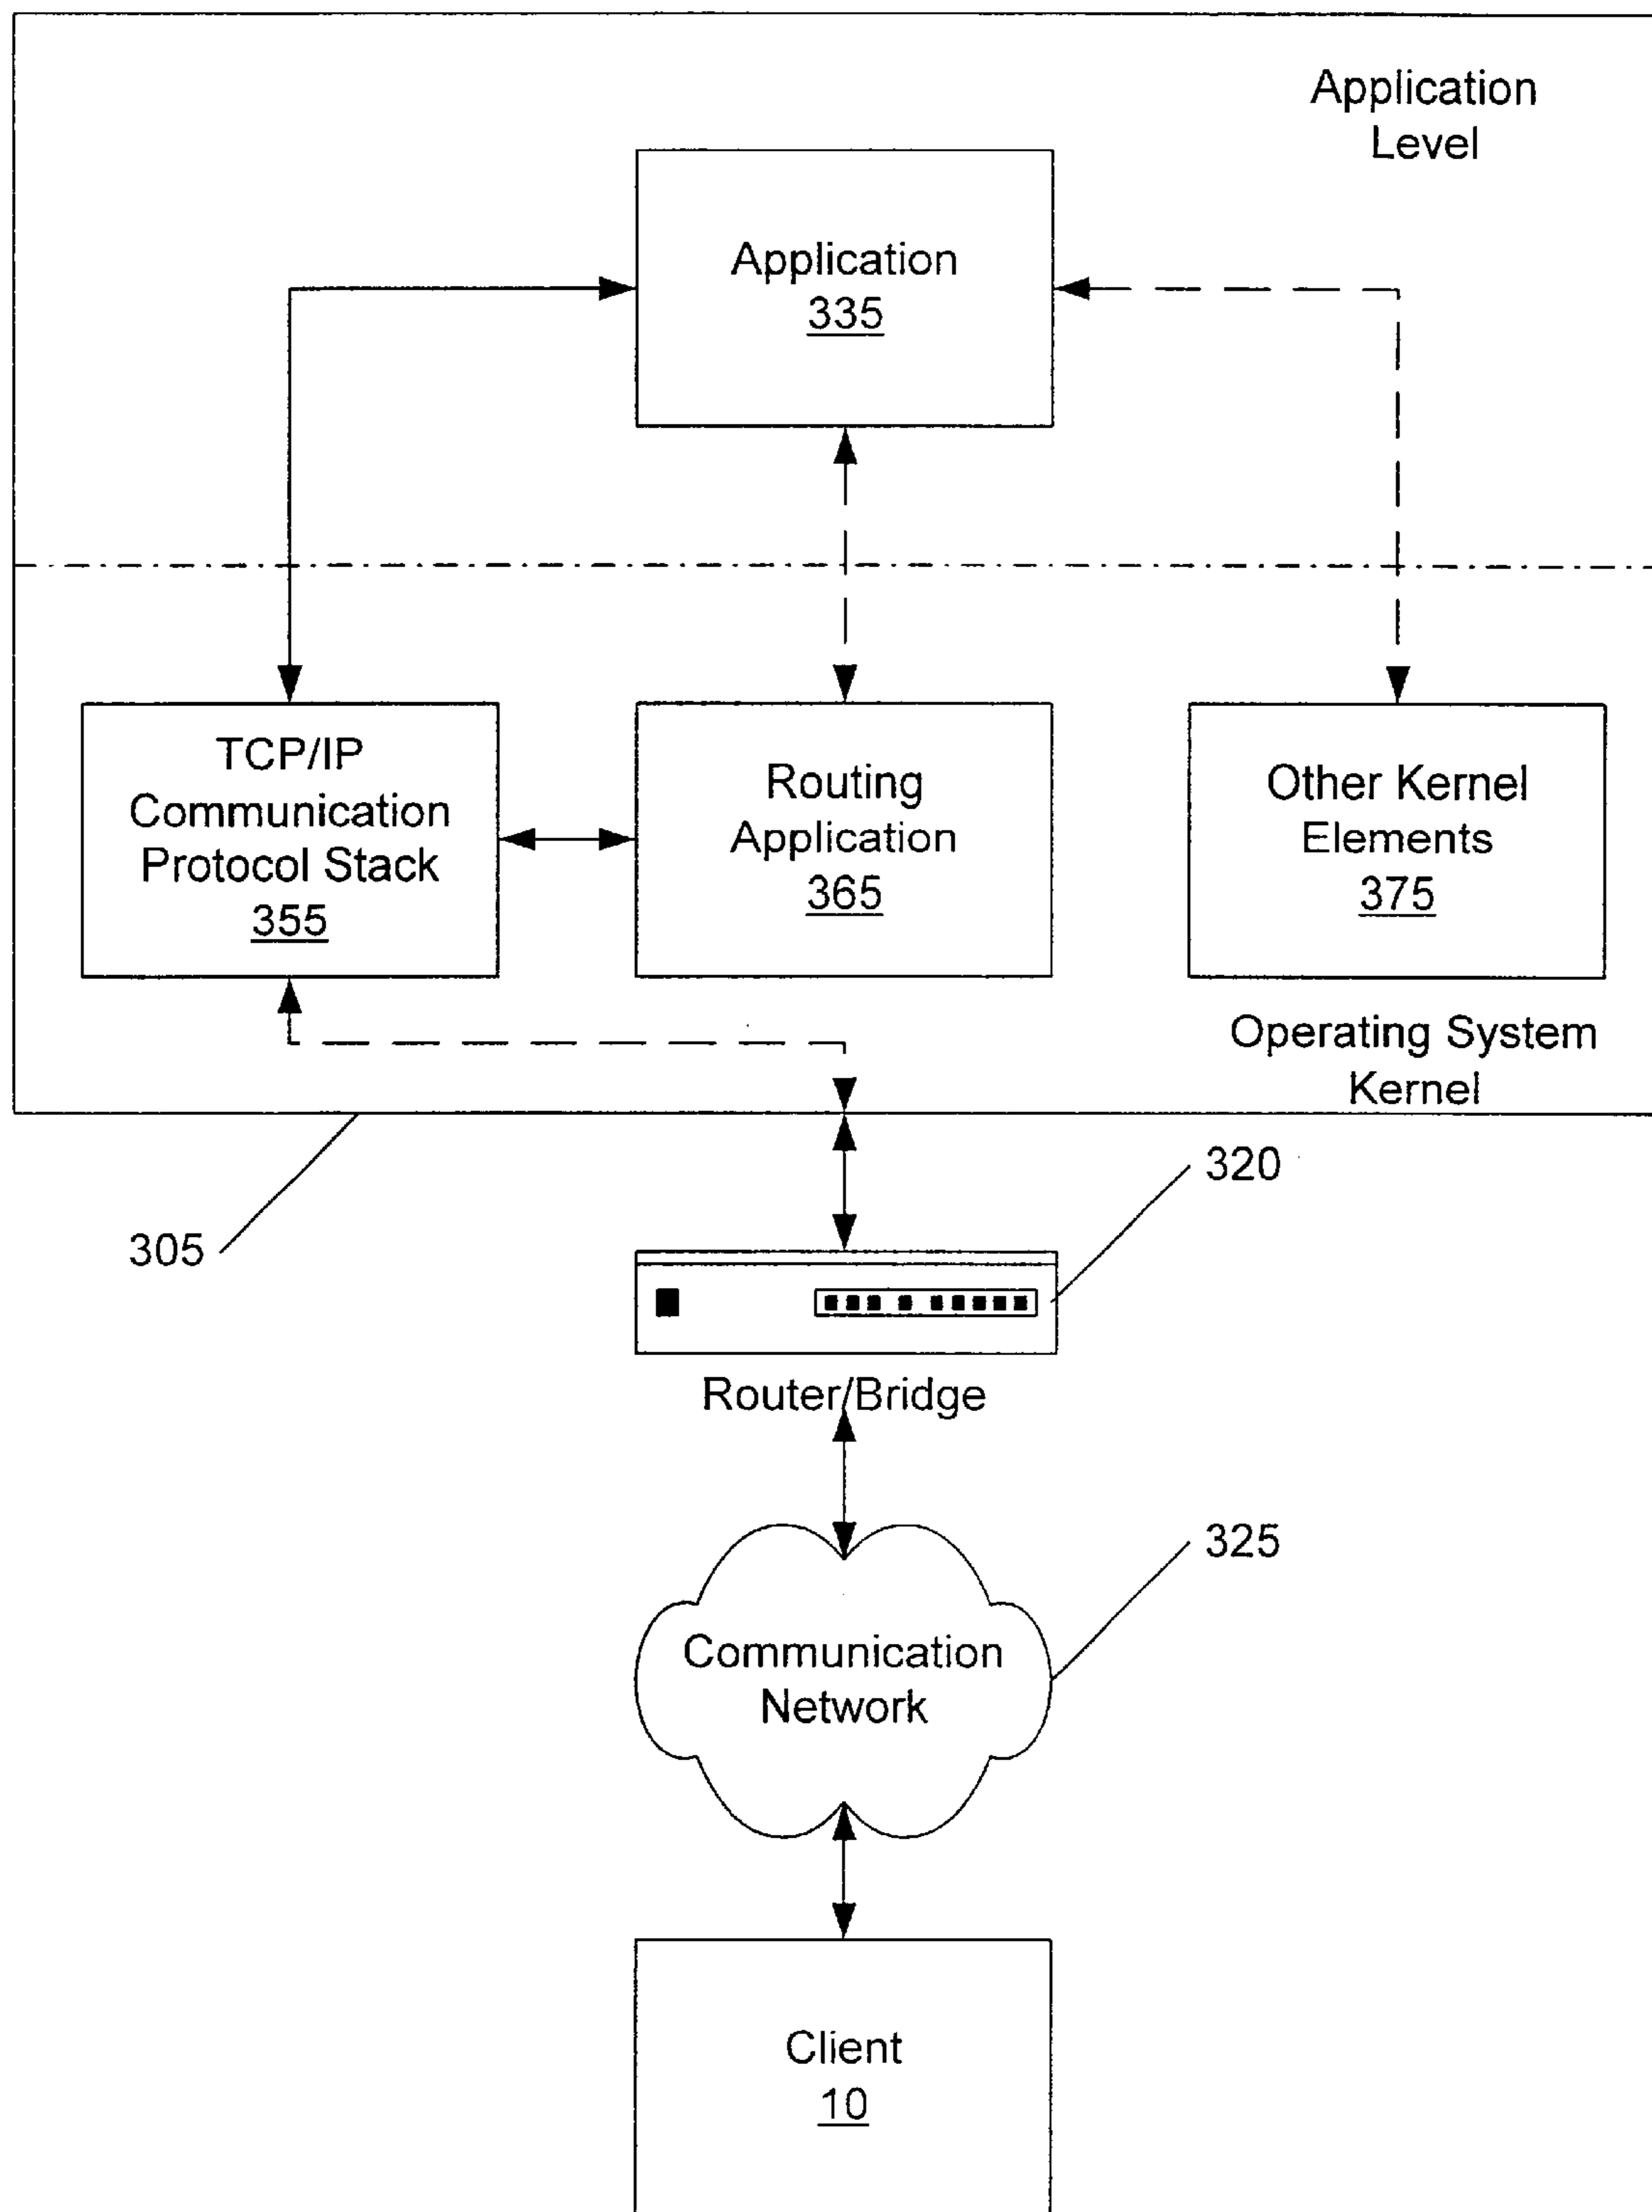 Application
Level
Application
335
TCP/IP
Communication
Protocol Stack
355
Routing
Application
365
Other Kernel
Elements
375
Operating System
Kernel
305
320
Router/Bridge
325
Communication
Network
Client
10